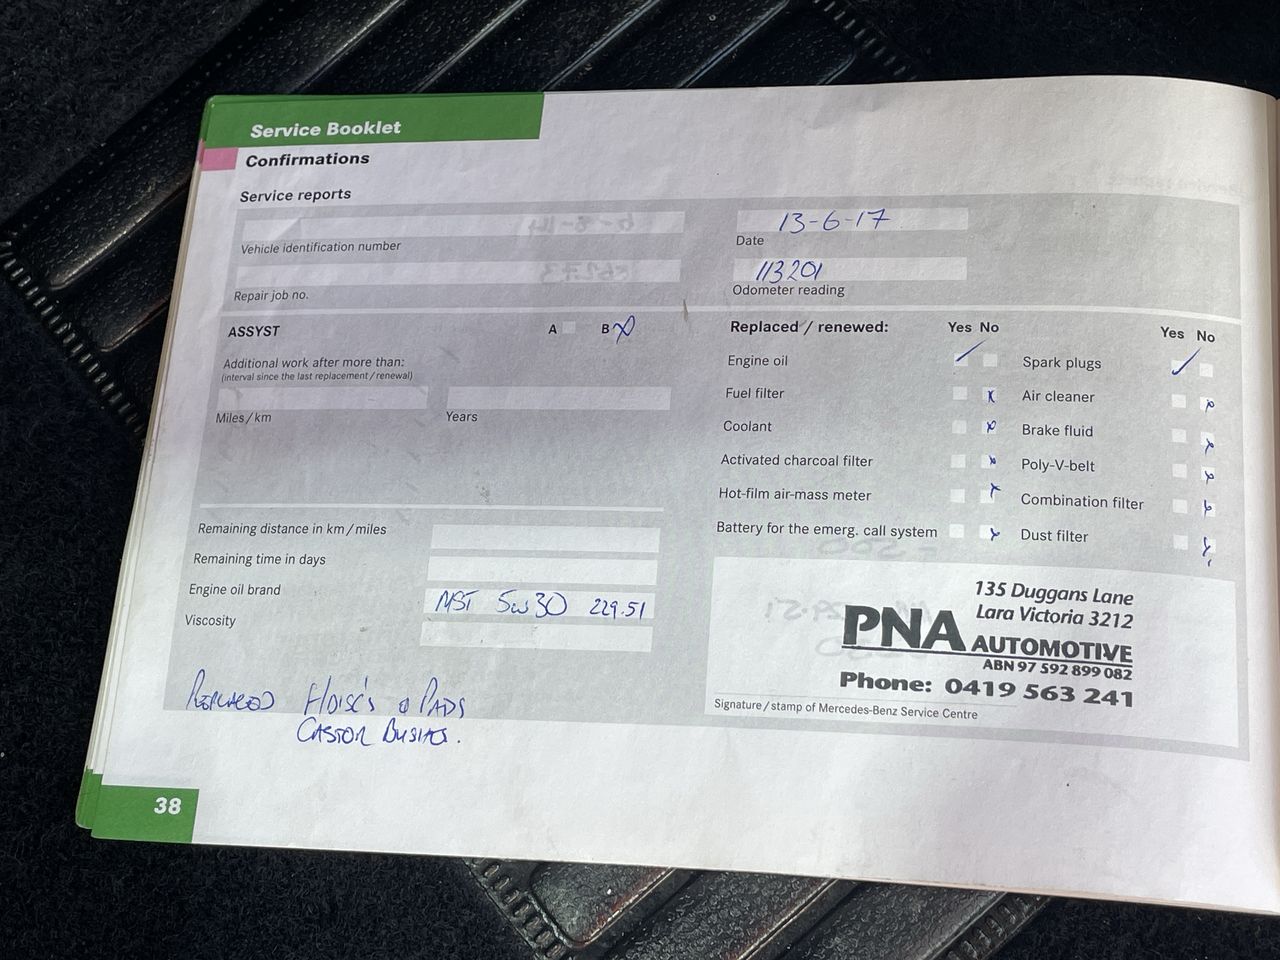 Service Booklet
Confirmations
Service reports
Vehicle identification number
13-6-17
Date
Repair job no.
113201
Odometer reading
ASSYST
A B
Additional work after more than:
(interval since the last replacement / renewal)
Miles / km
Years
Replaced / renewed:
Yes No
Yes No
Engine oil
Spark plugs
Fuel filter
Air cleaner
Coolant
Brake fluid
Activated charcoal filter
Poly-V-belt
Hot-film air-mass meter
Combination filter
Battery for the emerg. call system
Dust filter
Remaining distance in km / miles
Remaining time in days
Engine oil brand
MST 5w30 229.51
Viscosity
135 Duggans Lane
Lara Victoria 3212
PNA AUTOMOTIVE
ABN 97 592 899 082
Phone: 0419 563 241
Signature / stamp of Mercedes-Benz Service Centre
REPLACED F/DISC's & PADS
CASTOR
38